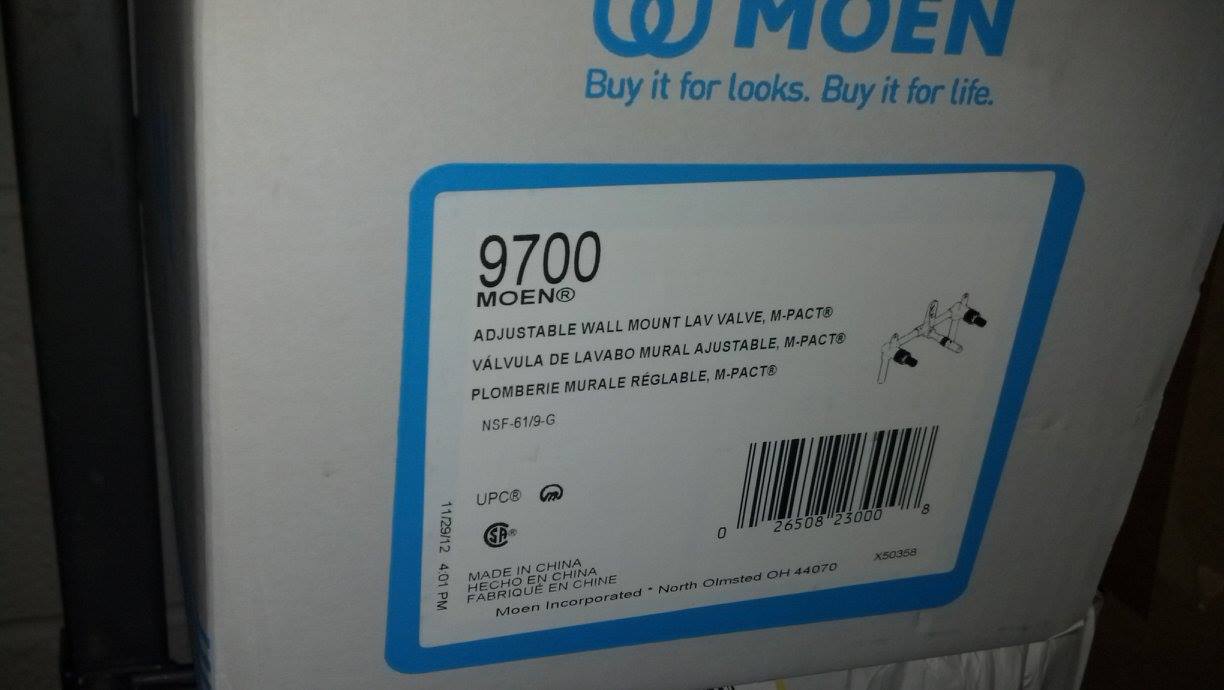 MOEN
Buy it for looks. Buy it for life.
9700
MOEN®
ADJUSTABLE WALL MOUNT LAV VALVE, M-PACT®
VÁLVULA DE LAVABO MURAL AJUSTABLE, M-PACT®
PLOMBERIE MURALE RÉGLABLE, M-PACT®
NSF-61/9-G
UPC®
CSA®
0 26508 23000 8
11/29/12 4:01 PM
MADE IN CHINA
HECHO EN CHINA
FABRIQUÉ EN CHINE
X50358
Moen Incorporated * North Olmsted OH 44070